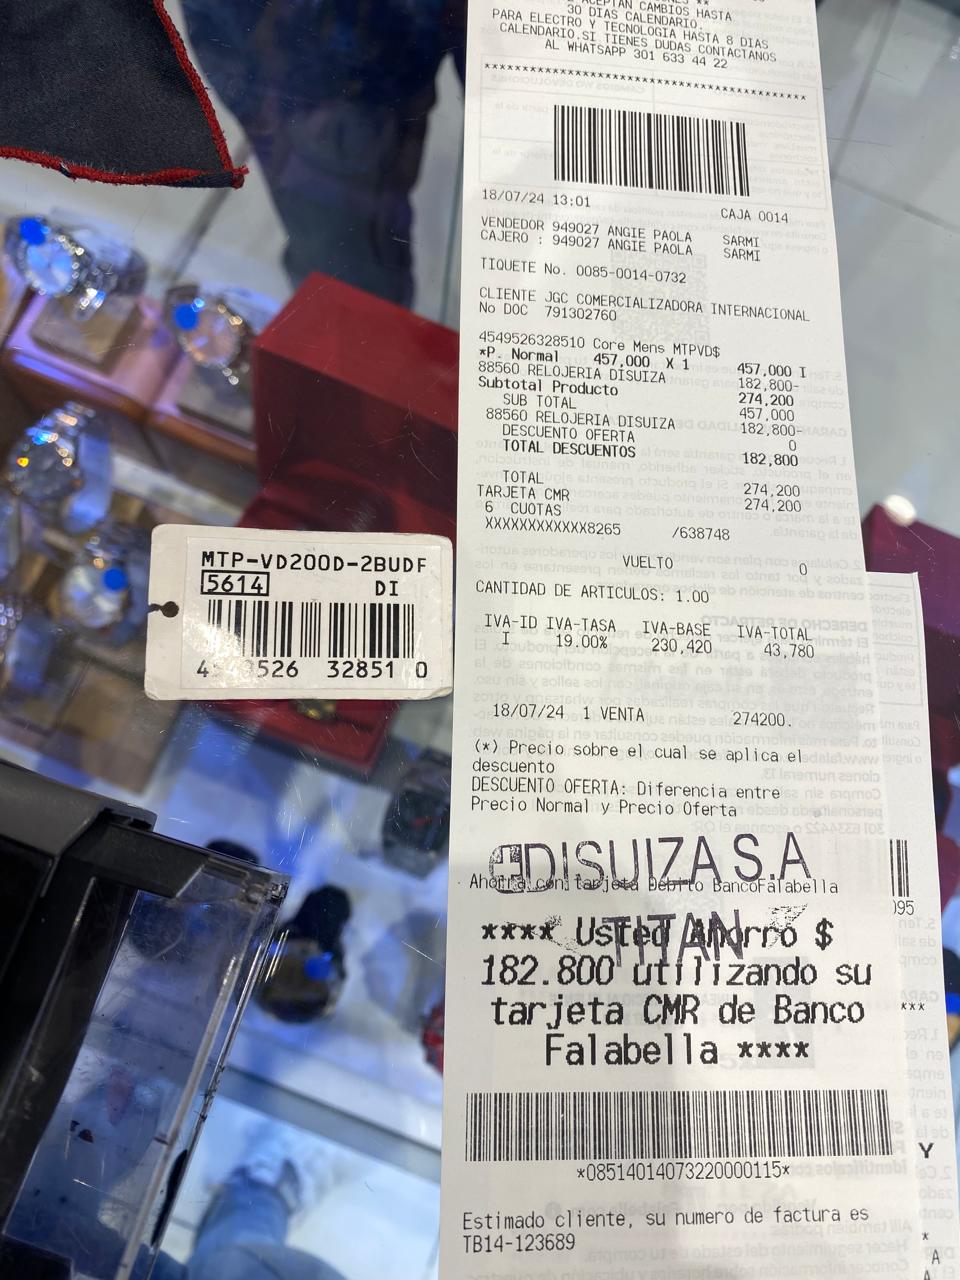 ACEPTAN CAMBIOS HASTA
30 DIAS CALENDARIO.
PARA ELECTRO Y TECNOLOGIA HASTA 8 DIAS
CALENDARIO.SI TIENES DUDAS CONTACTANOS
AL WHATSAPP 301 633 44 22
18/07/24 13:01 CAJA 0014
VENDEDOR 949027 ANGIE PAOLA SARMI
CAJERO : 949027 ANGIE PAOLA SARMI
TIQUETE No. 0085-0014-0732
CLIENTE JGC COMERCIALIZADORA INTERNACIONAL
No DOC 791302760
4549526328510 Core Mens MTPVD$
*P. Normal 457,000 X 1 457,000 I
88560 RELOJERIA DISUIZA 182,800-
Subtotal Producto 274,200
SUB TOTAL 457,000
88560 RELOJERIA DISUIZA 182,800-
DESCUENTO OFERTA 0
TOTAL DESCUENTOS 182,800
TOTAL 274,200
TARJETA CMR 274,200
6 CUOTAS
XXXXXXXXXXXX8265 /638748
VUELTO 0
CANTIDAD DE ARTICULOS: 1.00
IVA-ID IVA-TASA IVA-BASE IVA-TOTAL
I 19.00% 230,420 43,780
18/07/24 1 VENTA 274200.
(*) Precio sobre el cual se aplica el
descuento
DESCUENTO OFERTA: Diferencia entre
Precio Normal y Precio Oferta
DISUIZA S.A
Ahorra con tarjeta Debito BancoFalabella
TITAN
**** Usted Ahorro $
182.800 utilizando su
tarjeta CMR de Banco
Falabella ****
*08514014073220000115*
Estimado cliente, su numero de factura es
TB14-123689
MTP-VD200D-2BUDF
5614 DI
4 526 32851 0